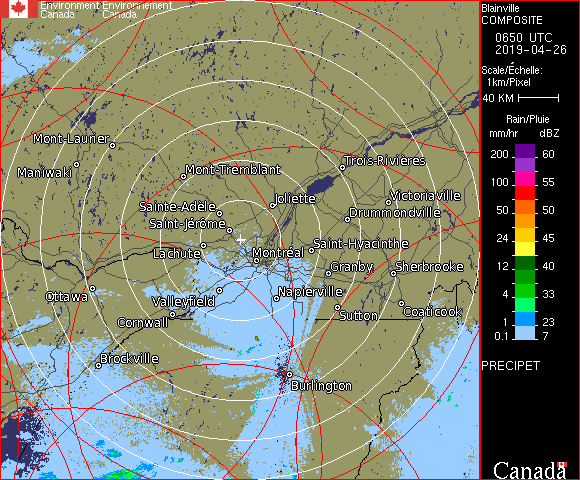 Environment Environnement
Canada Canada
Blainville
COMPOSITE
0650 UTC
2019-04-26
Scale/Échelle:
1km/Pixel
40 KM
Rain/Pluie
mm/hr dBZ
200 60
100 55
50 50
24 45
12 40
4 33
1 23
0.1 7
PRECIPET
Canada
Mont-Laurier
Maniwaki
Mont-Tremblant
Trois-Rivières
Sainte-Adele
Joliette
Victoriaville
Saint-Jérôme
Drummondville
Lachute
Montréal
Saint-Hyacinthe
Granby
Sherbrooke
Ottawa
Valleyfield
Napierville
Cornwall
Sutton
Coaticook
Brockville
Burlington